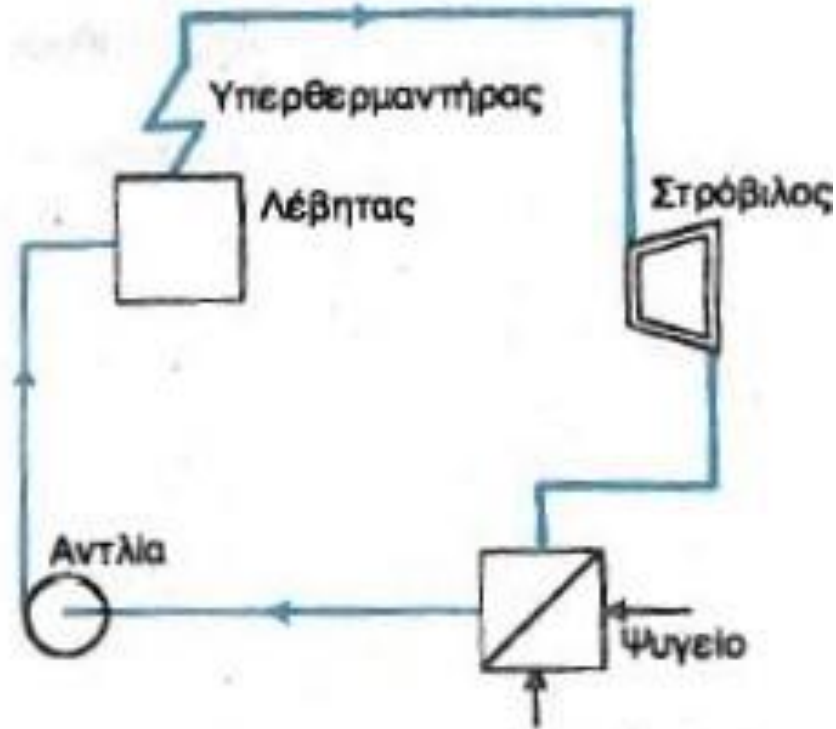 Υπερθερμαντήρας
Λέβητας
Στρόβιλος
Αντλία
Ψυγείο